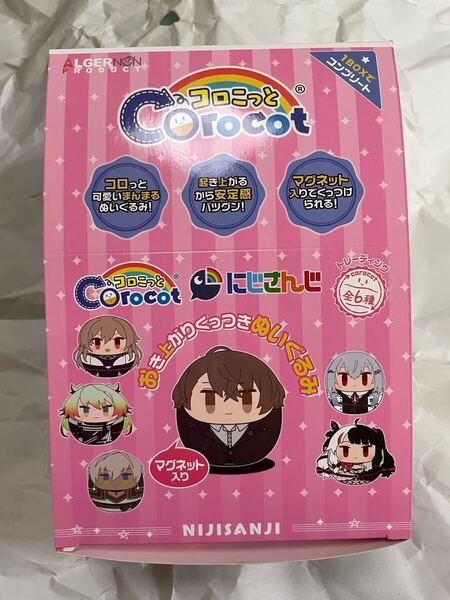 ALGERNON
PRODUCT
1BOXで
コンプリート
コロこっと
Corocot®
コロっと
可愛いまんまる
ぬいぐるみ!
起き上がる
から安定感
バツグン!
マグネット
入りでくっつけ
られる!
コロこっと
Corocot®
にじさんじ
トレーディング
corocot
全6種
おき上がりくっつきぬいぐるみ
マグネット
入り
NIJISANJI